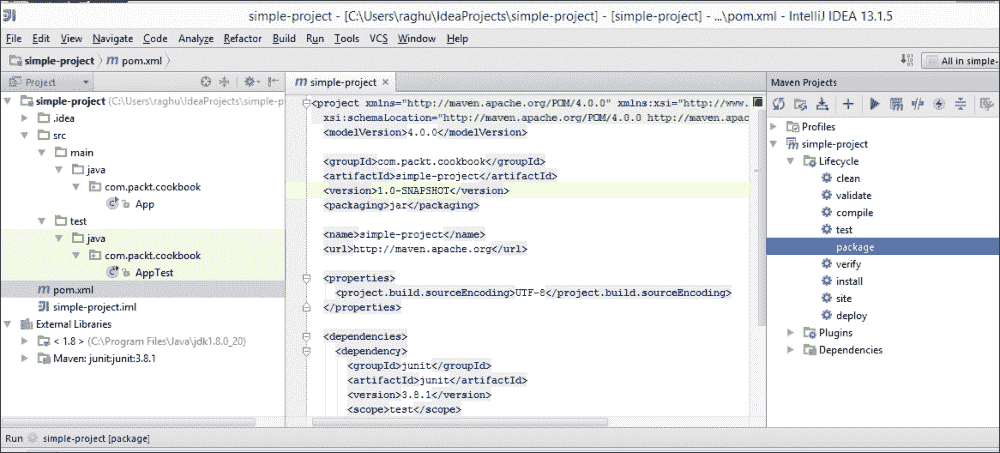 simple-project - [C:\Users\raghu\IdeaProjects\simple-project] - [simple-project] - ...\pom.xml - IntelliJ IDEA 13.1.5
File Edit View Navigate Code Analyze Refactor Build Run Tools VCS Window Help
simple-project pom.xml
All in simple-
Project
simple-project (C:\Users\raghu\IdeaProjects\simple-p
.idea
src
main
java
com.packt.cookbook
App
test
java
com.packt.cookbook
AppTest
pom.xml
simple-project.iml
External Libraries
< 1.8 > (C:\Program Files\Java\jdk1.8.0_20)
Maven: junit:junit:3.8.1
simple-project
<project xmlns="http://maven.apache.org/POM/4.0.0" xmlns:xsi="http://www.
xsi:schemaLocation="http://maven.apache.org/POM/4.0.0 http://maven.apac
<modelVersion>4.0.0</modelVersion>
<groupId>com.packt.cookbook</groupId>
<artifactId>simple-project</artifactId>
<version>1.0-SNAPSHOT</version>
<packaging>jar</packaging>
<name>simple-project</name>
<url>http://maven.apache.org</url>
<properties>
<project.build.sourceEncoding>UTF-8</project.build.sourceEncoding>
</properties>
<dependencies>
<dependency>
<groupId>junit</groupId>
<artifactId>junit</artifactId>
<version>3.8.1</version>
<scope>test</scope>
Maven Projects
Profiles
simple-project
Lifecycle
clean
validate
compile
test
package
verify
install
site
deploy
Plugins
Dependencies
Run simple-project [package]